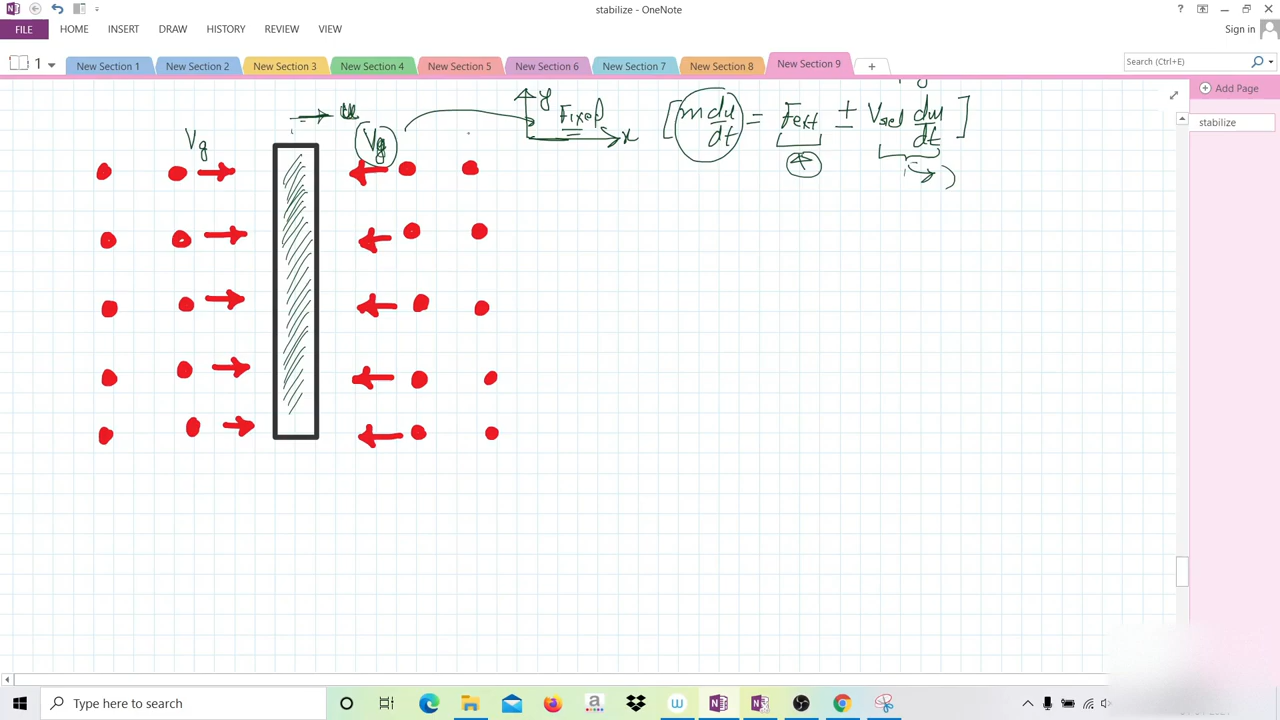 stabilize - OneNote
?
FILE HOME INSERT DRAW HISTORY REVIEW VIEW Sign in
1 New Section 1 New Section 2 New Section 3 New Section 4 New Section 5 New Section 6 New Section 7 New Section 8 New Section 9 Search (Ctrl+E)
Add Page
stabilize
Vg
Vg
y
Fixed
x
[m du/dt = Fext ± Vrel dm/dt]
Type here to search